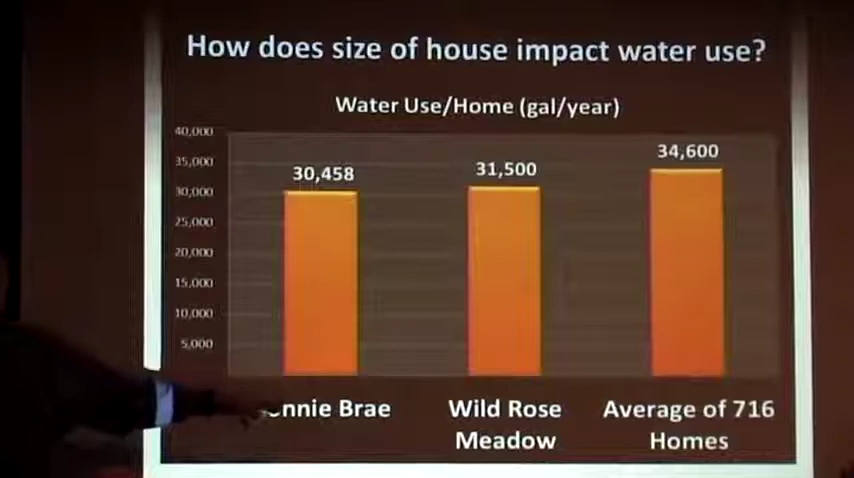 How does size of house impact water use?
Water Use/Home (gal/year)
40,000
35,000
30,000
25,000
20,000
15,000
10,000
5,000
30,458
31,500
34,600
Brae
Wild Rose
Meadow
Average of 716
Homes